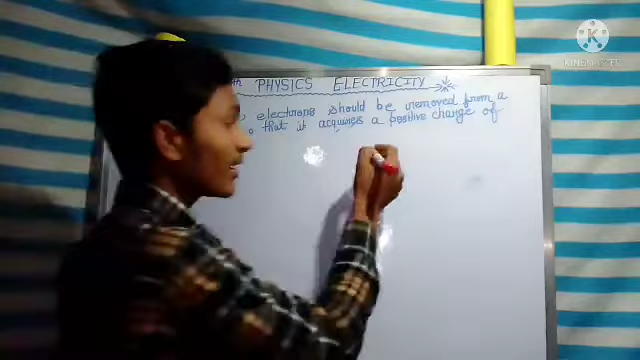 PHYSICS ELECTRICITY
electrons should be removed from a
that it acquires a positive charge of
K
KINEMASTER